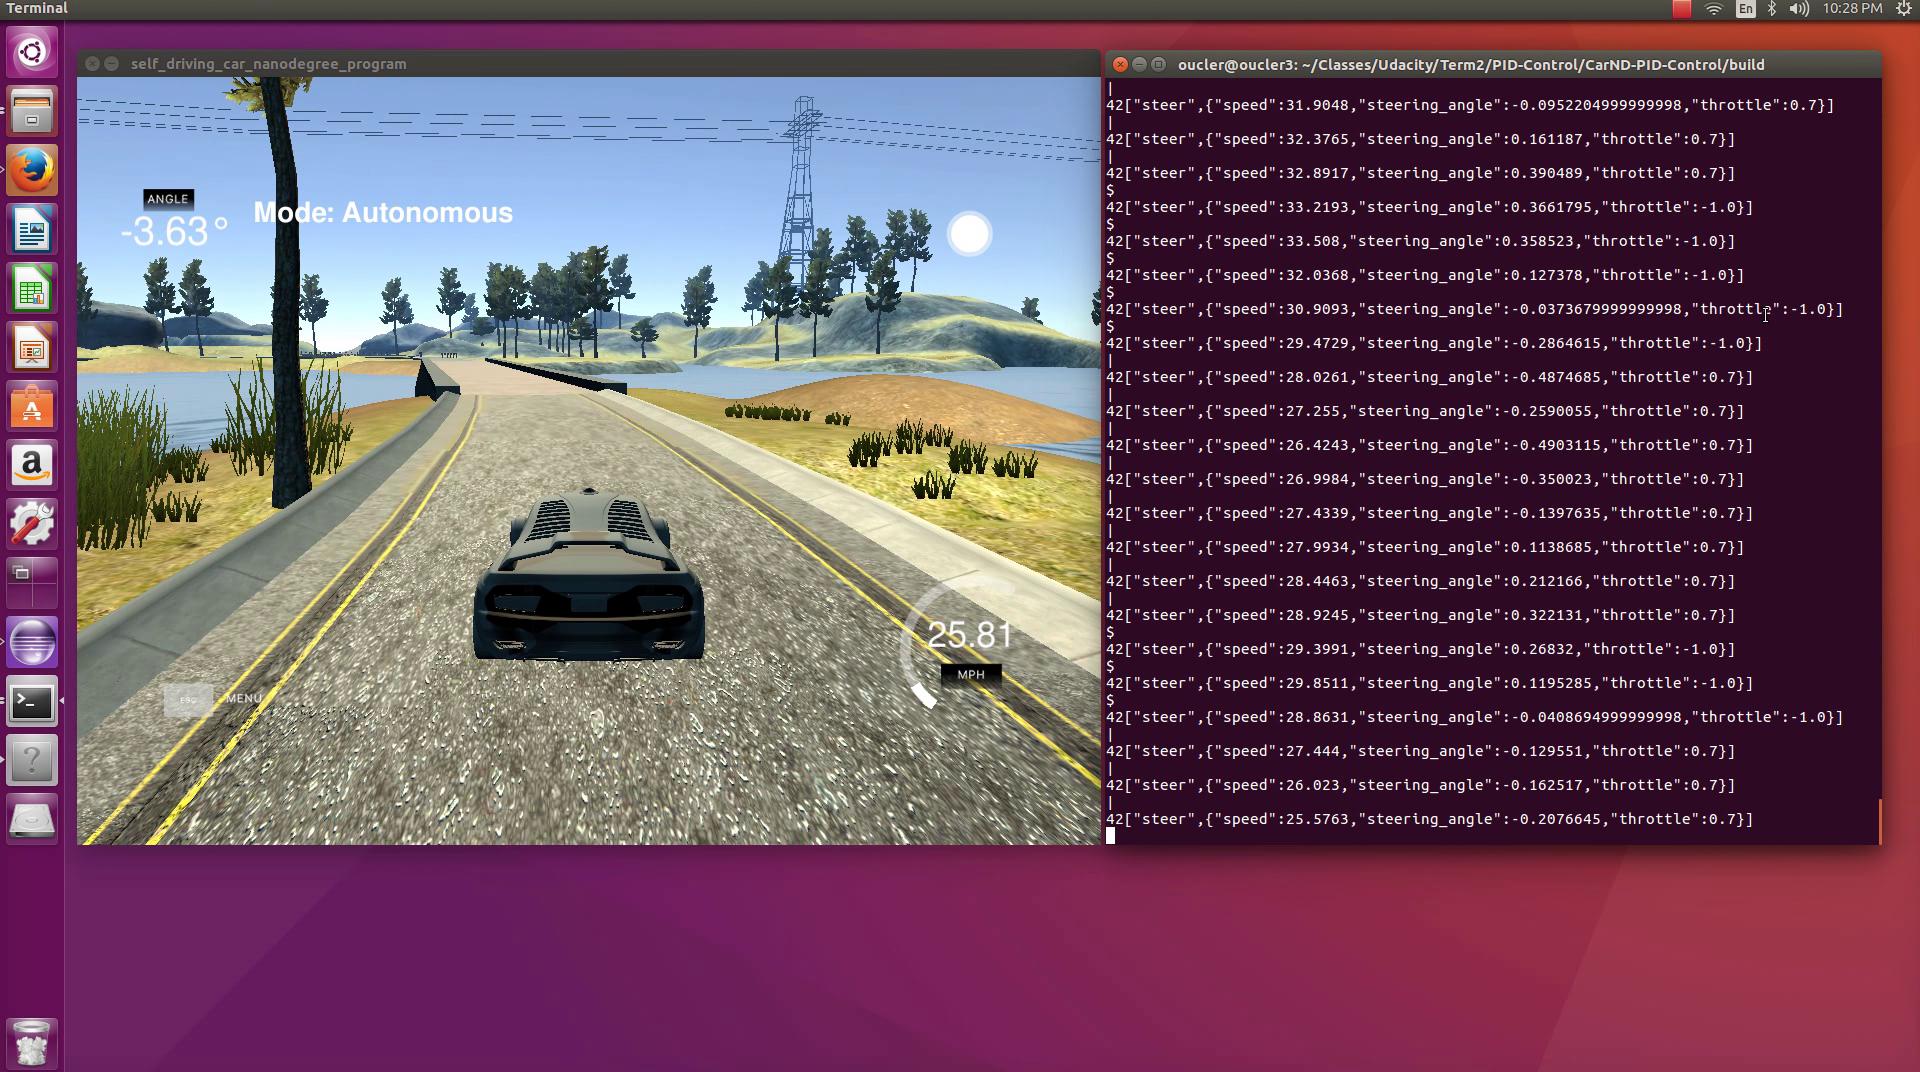 Terminal
En
10:28 PM
self_driving_car_nanodegree_program
ANGLE
-3.63°
Mode: Autonomous
25.81
MPH
ESC
MENU
oucler@oucler3: ~/Classes/Udacity/Term2/PID-Control/CarND-PID-Control/build
|
42["steer",{"speed":31.9048,"steering_angle":-0.0952204999999998,"throttle":0.7}]
|
42["steer",{"speed":32.3765,"steering_angle":0.161187,"throttle":0.7}]
|
42["steer",{"speed":32.8917,"steering_angle":0.390489,"throttle":0.7}]
$
42["steer",{"speed":33.2193,"steering_angle":0.3661795,"throttle":-1.0}]
$
42["steer",{"speed":33.508,"steering_angle":0.358523,"throttle":-1.0}]
$
42["steer",{"speed":32.0368,"steering_angle":0.127378,"throttle":-1.0}]
$
42["steer",{"speed":30.9093,"steering_angle":-0.0373679999999998,"throttle":-1.0}]
$
42["steer",{"speed":29.4729,"steering_angle":-0.2864615,"throttle":-1.0}]
|
42["steer",{"speed":28.0261,"steering_angle":-0.4874685,"throttle":0.7}]
|
42["steer",{"speed":27.255,"steering_angle":-0.2590055,"throttle":0.7}]
|
42["steer",{"speed":26.4243,"steering_angle":-0.4903115,"throttle":0.7}]
|
42["steer",{"speed":26.9984,"steering_angle":-0.350023,"throttle":0.7}]
|
42["steer",{"speed":27.4339,"steering_angle":-0.1397635,"throttle":0.7}]
|
42["steer",{"speed":27.9934,"steering_angle":0.1138685,"throttle":0.7}]
|
42["steer",{"speed":28.4463,"steering_angle":0.212166,"throttle":0.7}]
|
42["steer",{"speed":28.9245,"steering_angle":0.322131,"throttle":0.7}]
$
42["steer",{"speed":29.3991,"steering_angle":0.26832,"throttle":-1.0}]
$
42["steer",{"speed":29.8511,"steering_angle":0.1195285,"throttle":-1.0}]
$
42["steer",{"speed":28.8631,"steering_angle":-0.0408694999999998,"throttle":-1.0}]
|
42["steer",{"speed":27.444,"steering_angle":-0.129551,"throttle":0.7}]
|
42["steer",{"speed":26.023,"steering_angle":-0.162517,"throttle":0.7}]
|
42["steer",{"speed":25.5763,"steering_angle":-0.2076645,"throttle":0.7}]